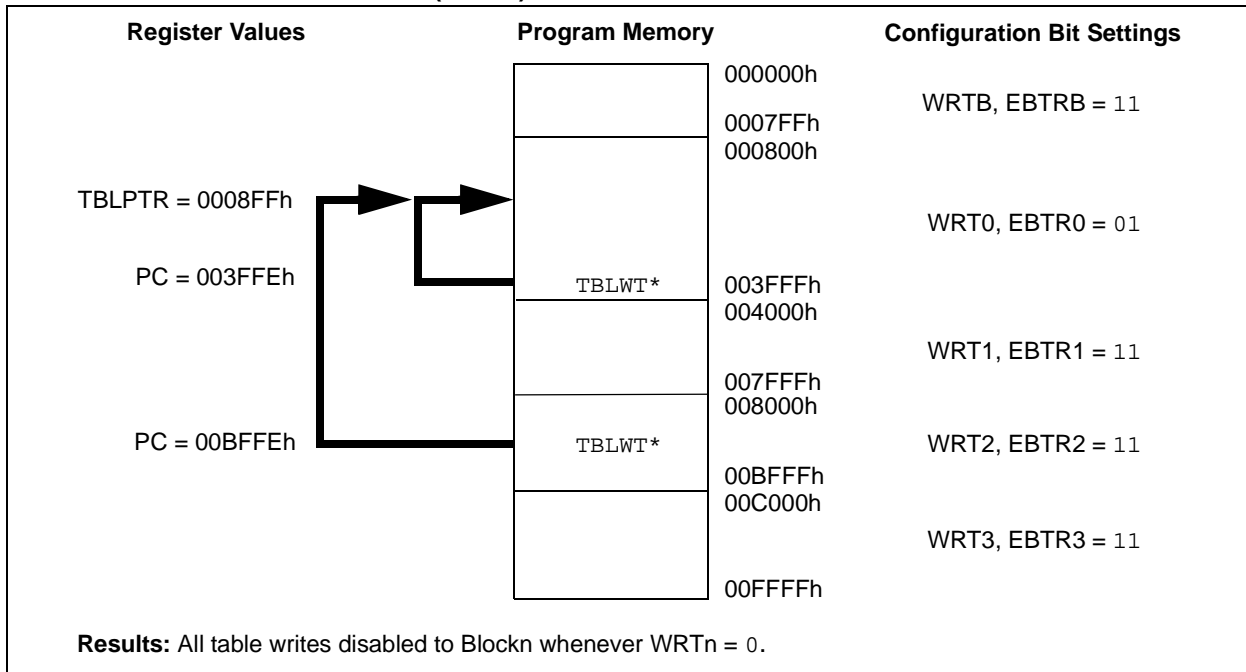 Register Values Program Memory Configuration Bit Settings
000000h
WRTB, EBTRB = 11
0007FFh
000800h
TBLPTR = 0008FFh
WRT0, EBTR0 = 01
PC = 003FFEh TBLWT* 003FFFh
004000h
WRT1, EBTR1 = 11
007FFFh
008000h
PC = 00BFFEh TBLWT* WRT2, EBTR2 = 11
00BFFFh
00C000h
WRT3, EBTR3 = 11
00FFFFh
Results: All table writes disabled to Blockn whenever WRTn = 0.